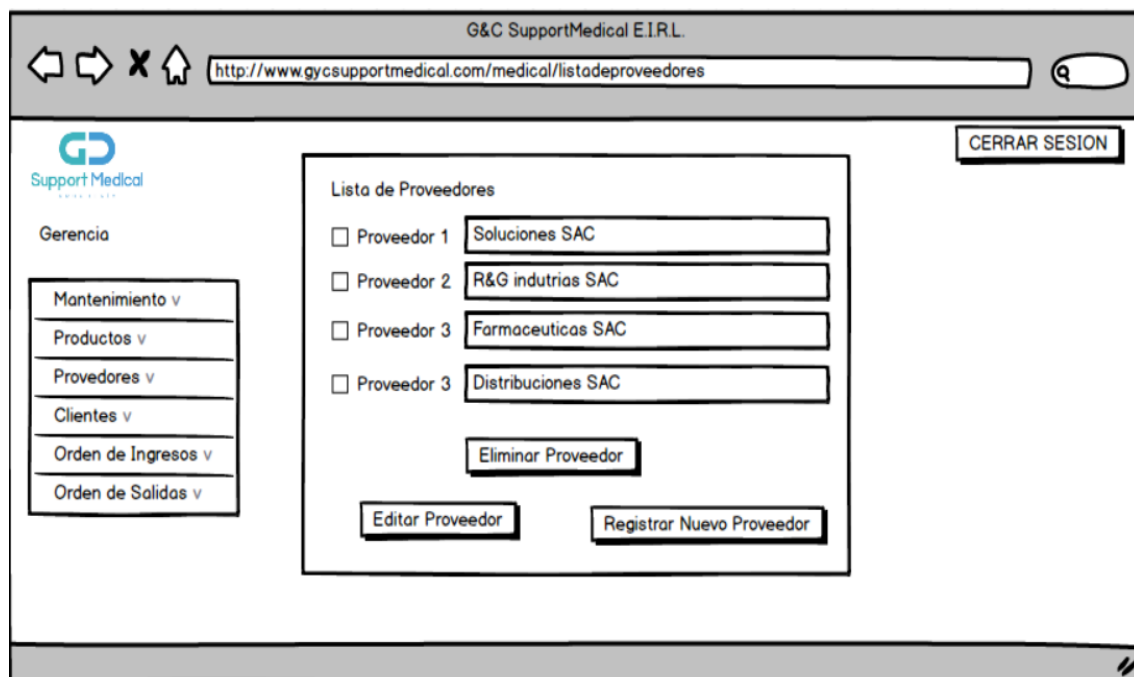 G&C SupportMedical E.I.R.L.
http://www.gycsupportmedical.com/medical/listadeproveedores
CERRAR SESION
Support Medical
Gerencia
Mantenimiento v
Productos v
Provedores v
Clientes v
Orden de Ingresos v
Orden de Salidas v
Lista de Proveedores
Proveedor 1 Soluciones SAC
Proveedor 2 R&G indutrias SAC
Proveedor 3 Farmaceuticas SAC
Proveedor 3 Distribuciones SAC
Eliminar Proveedor
Editar Proveedor
Registrar Nuevo Proveedor